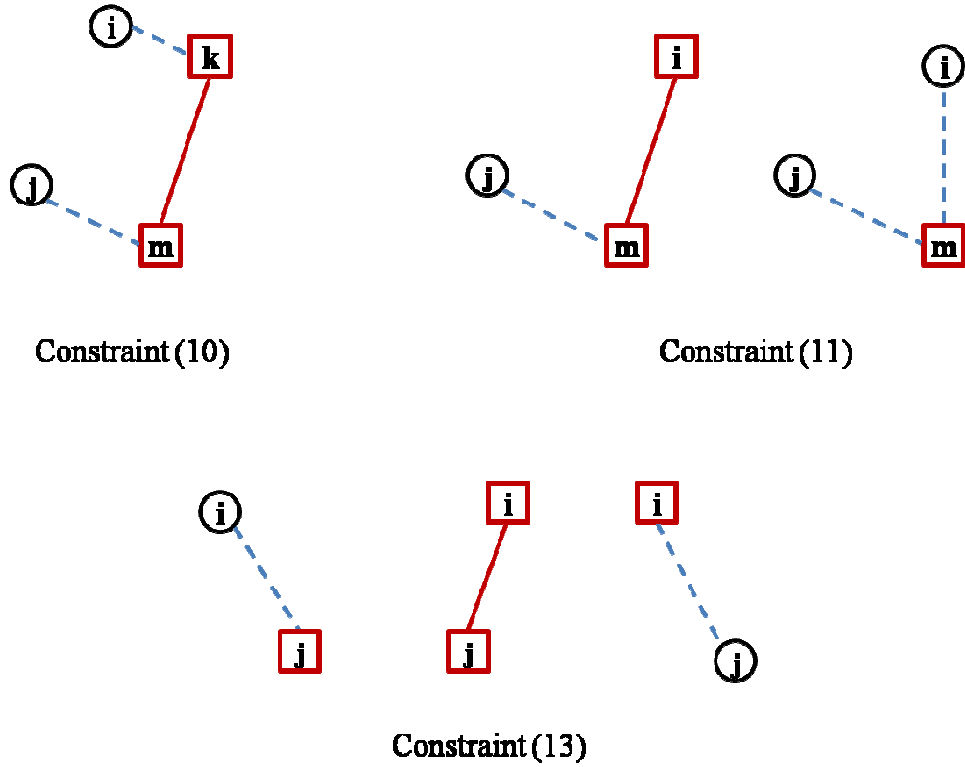 i
k
j
m
i
j
m
i
j
m
Constraint (10)
Constraint (11)
i
j
i
j
i
j
Constraint (13)